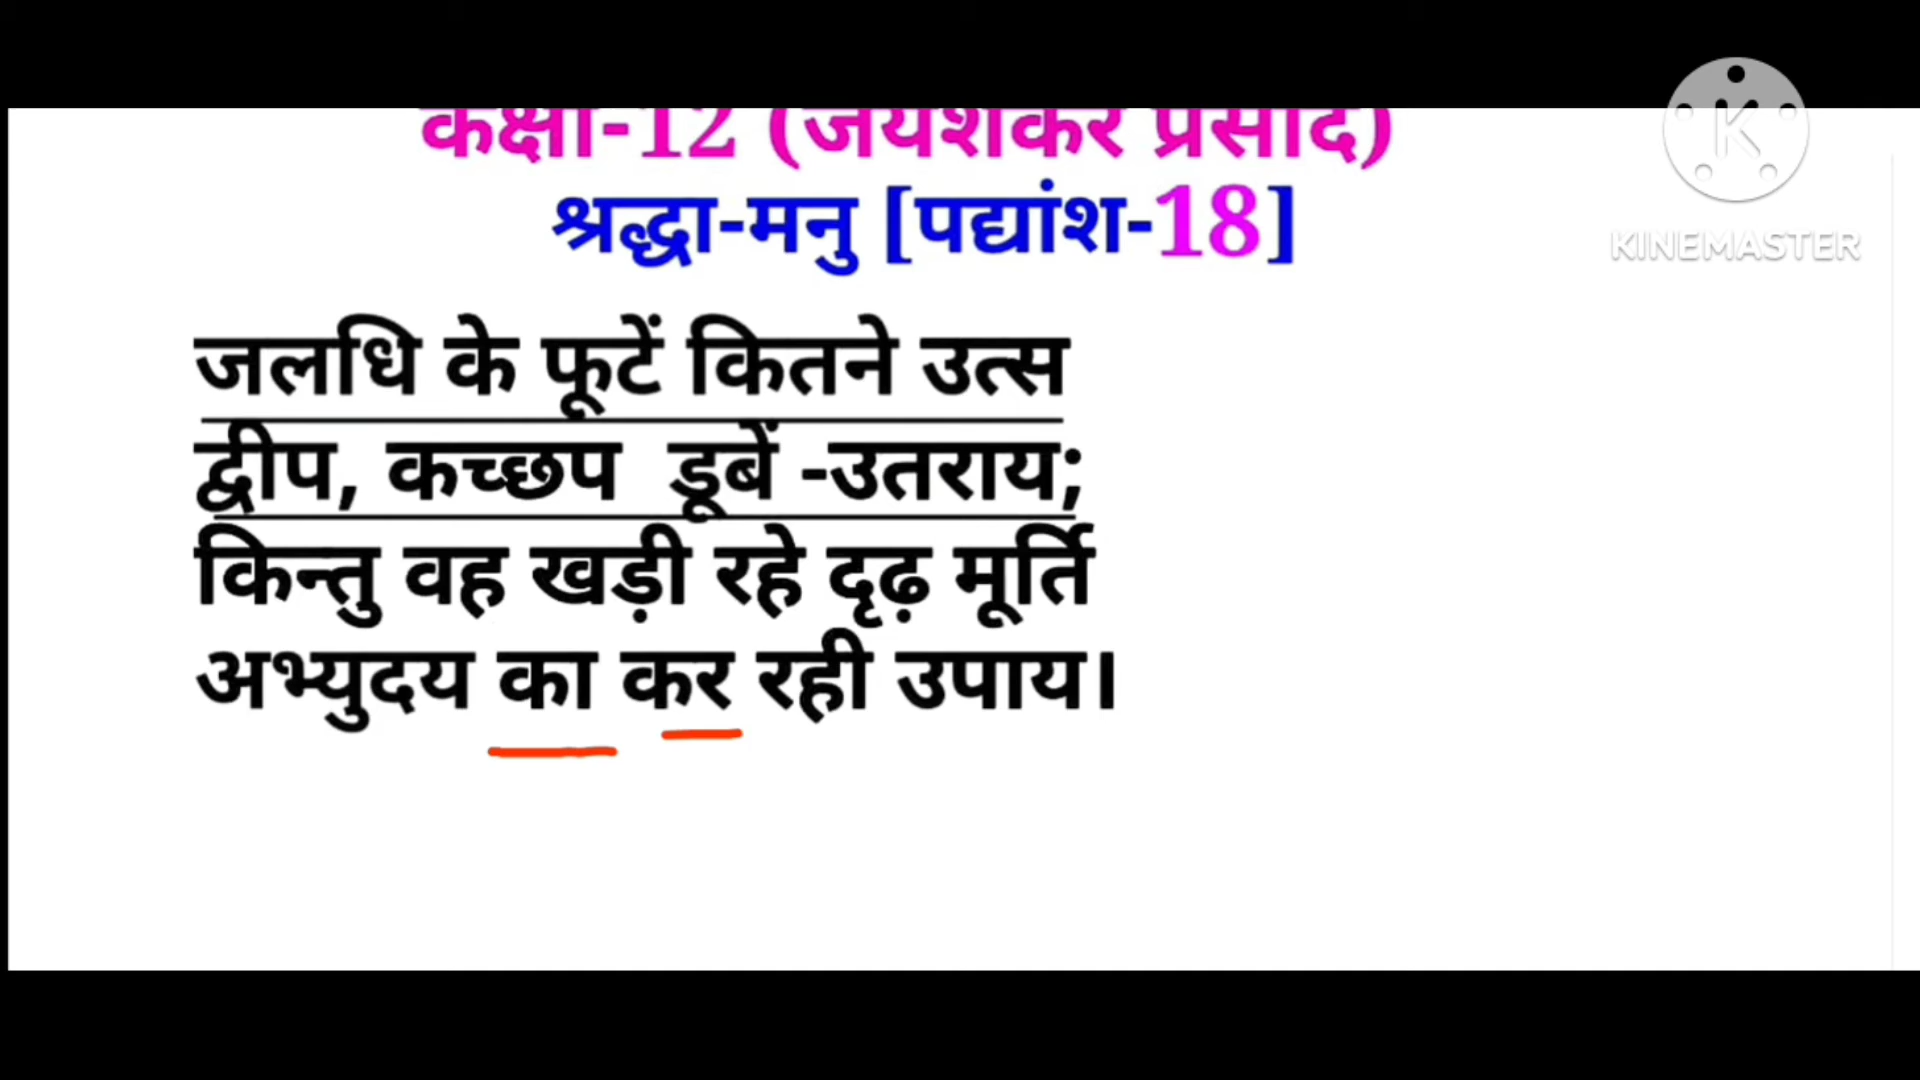 कक्षा-12 (जयशंकर प्रसाद)
श्रद्धा-मनु [पद्यांश-18]
K
KINEMASTER
जलधि के फूटें कितने उत्स
द्वीप, कच्छप डूबें -उतराय;
किन्तु वह खड़ी रहे दृढ़ मूर्ति
अभ्युदय का कर रही उपाय।